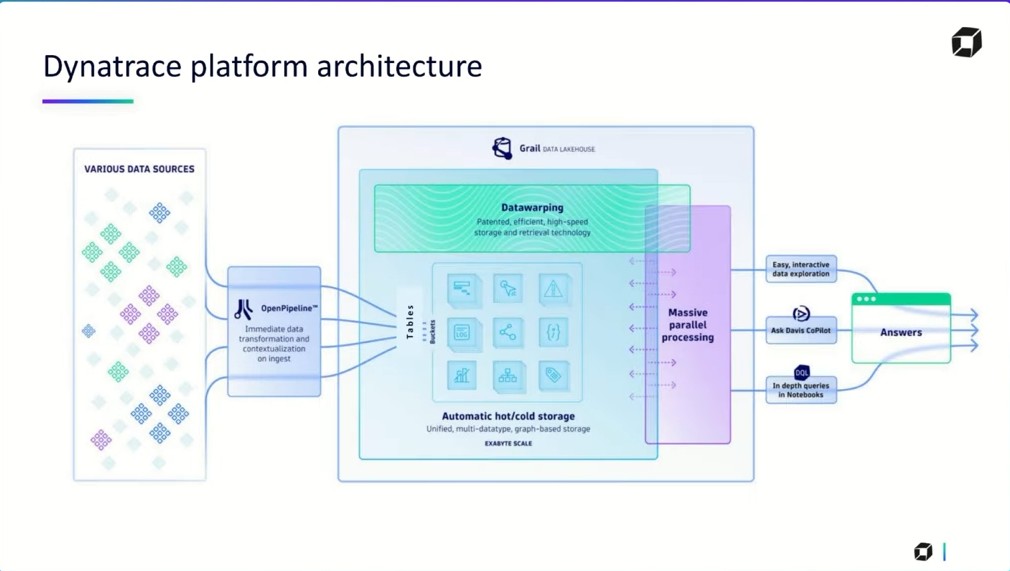 Dynatrace platform architecture
VARIOUS DATA SOURCES
OpenPipeline™
Immediate data
transformation and
contextualization
on ingest
Grail DATA LAKEHOUSE
Datawarping
Patented, efficient, high-speed
storage and retrieval technology
Tables
Buckets
LOG
Automatic hot/cold storage
Unified, multi-datatype, graph-based storage
EXABYTE SCALE
Massive
parallel
processing
Easy, interactive
data exploration
Ask Davis CoPilot
DQL
In depth queries
in Notebooks
Answers